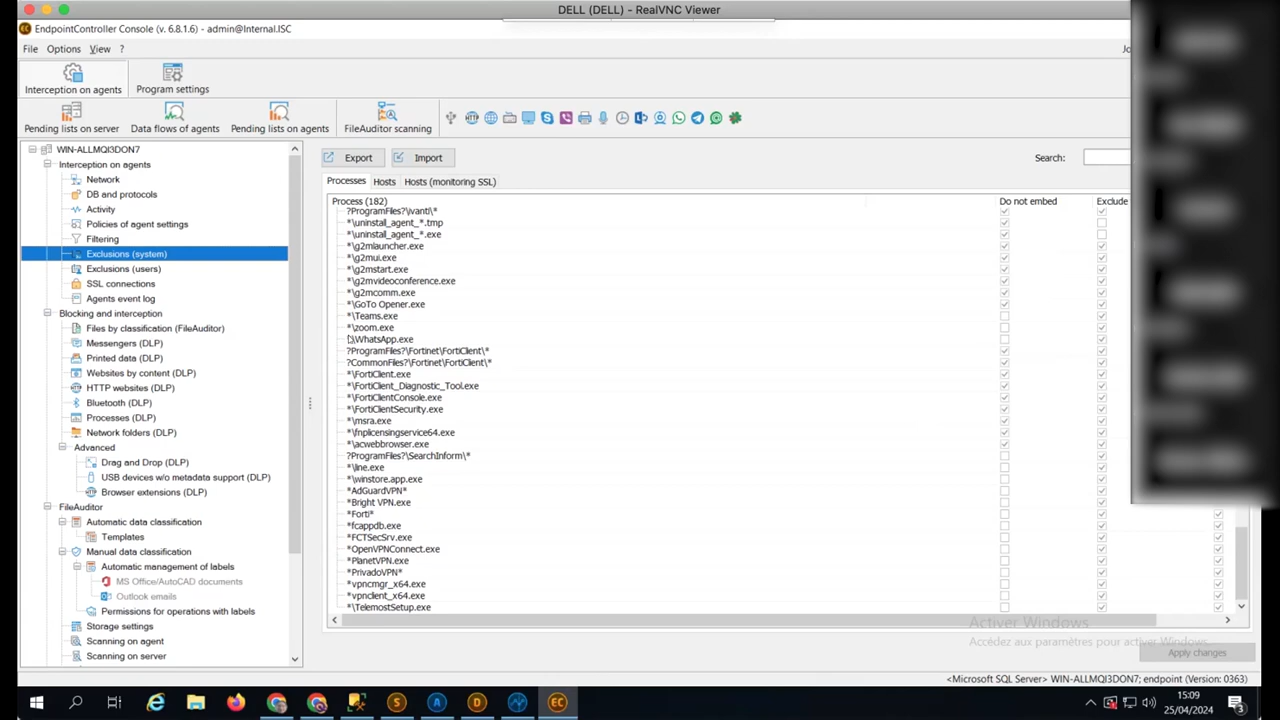 DELL (DELL) - RealVNC Viewer
EndpointController Console (v. 6.8.1.6) - admin@Internal.ISC
File Options View ?
Interception on agents
Program settings
Pending lists on server
Data flows of agents
Pending lists on agents
FileAuditor scanning
WIN-ALLMQI3DON7
Interception on agents
Network
DB and protocols
Activity
Policies of agent settings
Filtering
Exclusions (system)
Exclusions (users)
SSL connections
Agents event log
Blocking and interception
Files by classification (FileAuditor)
Messengers (DLP)
Printed data (DLP)
Websites by content (DLP)
HTTP websites (DLP)
Bluetooth (DLP)
Processes (DLP)
Network folders (DLP)
Advanced
Drag and Drop (DLP)
USB devices w/o metadata support (DLP)
Browser extensions (DLP)
FileAuditor
Automatic data classification
Templates
Manual data classification
Automatic management of labels
MS Office/AutoCAD documents
Outlook emails
Permissions for operations with labels
Storage settings
Scanning on agent
Scanning on server
Export Import
Search:
Processes Hosts Hosts (monitoring SSL)
Process (182) Do not embed Exclude
?ProgramFiles?\ivanti\*
*\uninstall_agent_*.tmp
*\uninstall_agent_*.exe
*\g2mlauncher.exe
*\g2mui.exe
*\g2mstart.exe
*\g2mvideoconference.exe
*\g2mcomm.exe
*\GoTo Opener.exe
*\Teams.exe
*\zoom.exe
\WhatsApp.exe
?ProgramFiles?\Fortinet\FortiClient\*
?CommonFiles?\Fortinet\FortiClient\*
*\FortiClient.exe
*\FortiClient_Diagnostic_Tool.exe
*\FortiClientConsole.exe
*\FortiClientSecurity.exe
*\msra.exe
*\fnplicensingservice64.exe
*\acwebbrowser.exe
?ProgramFiles?\SearchInform\*
*\line.exe
*\winstore.app.exe
*AdGuardVPN*
*Bright VPN.exe
*Forti*
*fcappdb.exe
*FCTSecSrv.exe
*OpenVPNConnect.exe
*PlanetVPN.exe
*PrivadoVPN*
*vpncmgr_x64.exe
*vpnclient_x64.exe
*\TelemostSetup.exe
Activer Windows
Accédez aux paramètres pour activer Windows.
Apply changes
<Microsoft SQL Server> WIN-ALLMQI3DON7; endpoint (Version: 0363)
15:09
25/04/2024
3